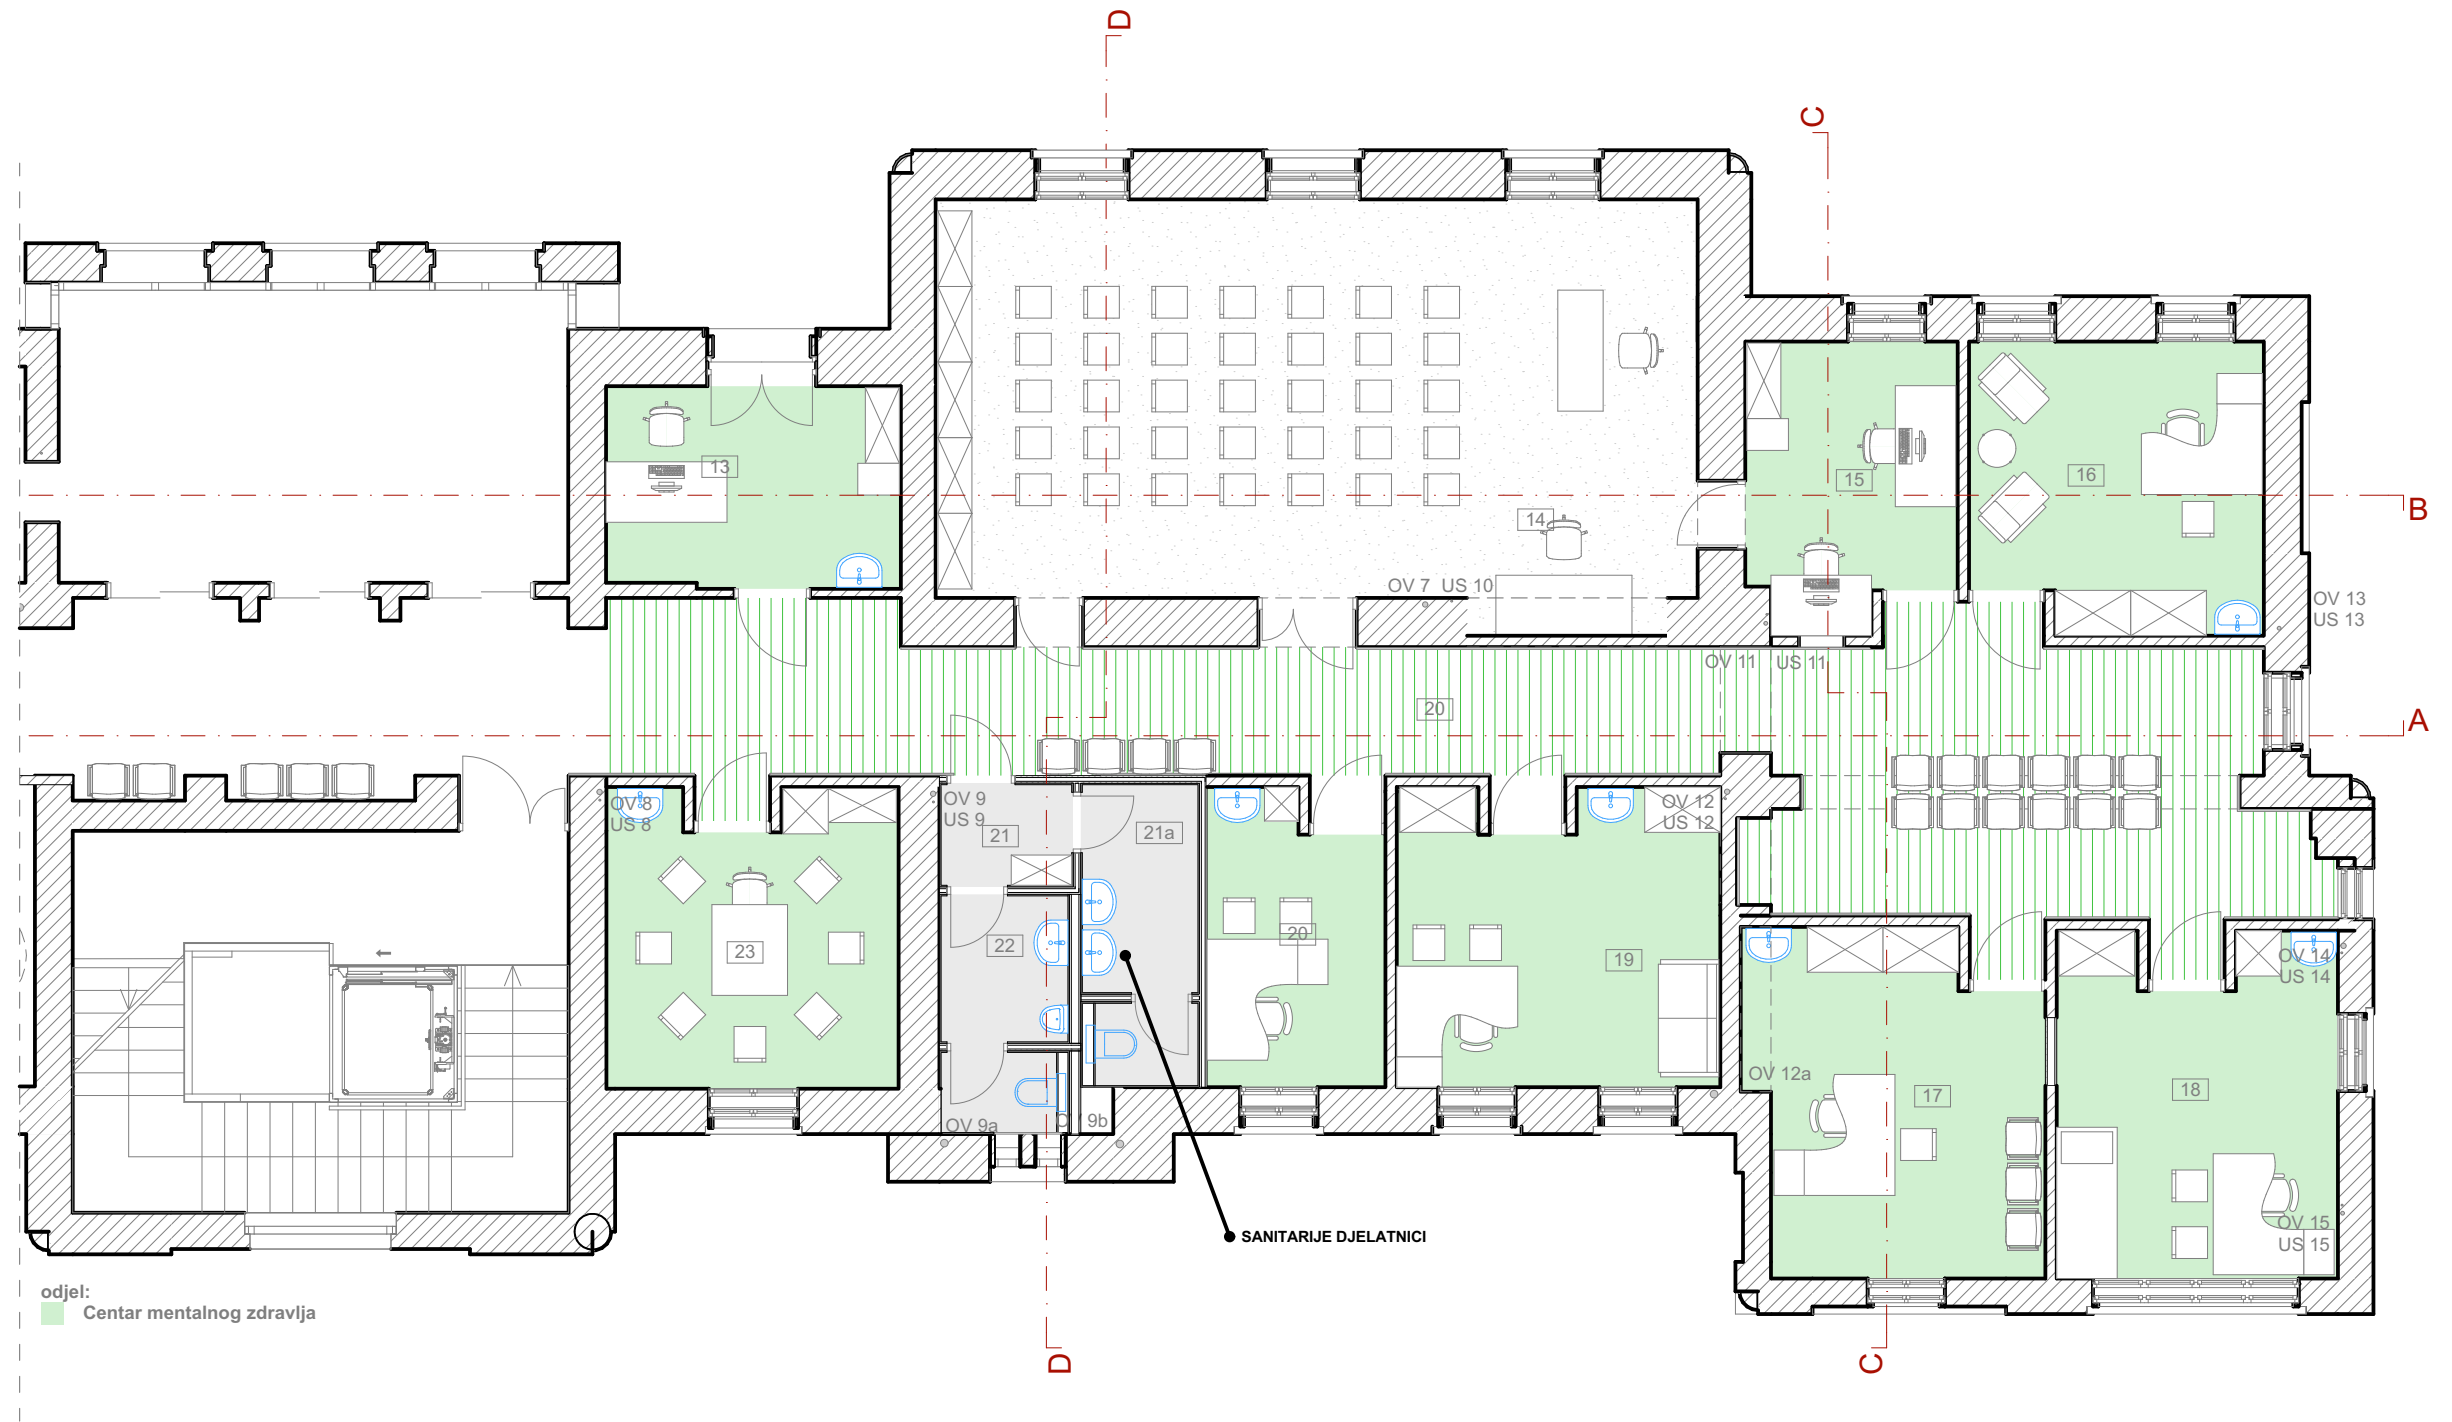 D
C
13
15
16
B
14
OV 7 US 10
OV 13
US 13
OV 11 US 11
20
A
OV 8
US 8
OV 9
US 9
21
21a
OV 12
US 12
22
23
20
19
OV 14
US 14
OV 12a
17
18
OV 9a
9b
OV 15
US 15
SANITARIJE DJELATNICI
odjel:
Centar mentalnog zdravlja
D
C